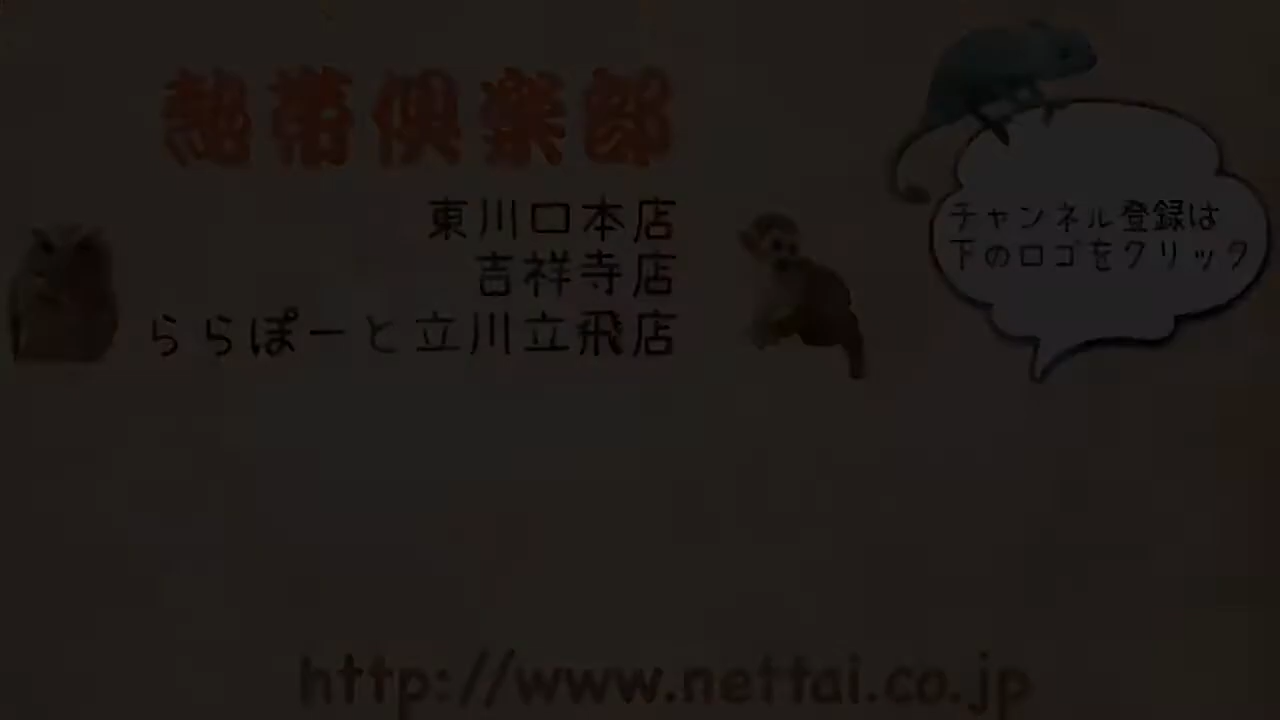 熱帯倶楽部
東川口本店
吉祥寺店
ららぽーと立川立飛店
チャンネル登録は
下のロゴをクリック
http://www.nettai.co.jp